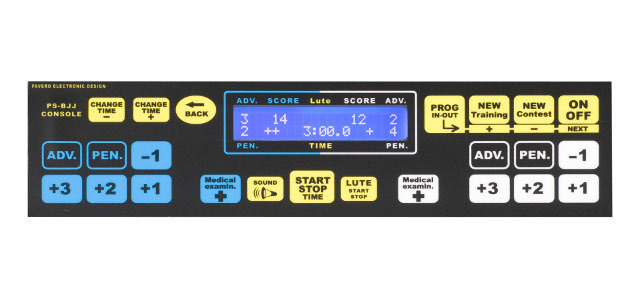 FAVERO ELECTRONIC DESIGN
PS-BJJ
CONSOLE
CHANGE
TIME
–
CHANGE
TIME
+
BACK
ADV. SCORE Lute SCORE ADV.
3 14 12 2
2 ++ 3:00.0 + 4
PEN. TIME PEN.
PROG
IN-OUT
NEW
Training
+
NEW
Contest
–
ON
OFF
NEXT
ADV. PEN. –1
+3 +2 +1
Medical
examin.
+
SOUND
START
STOP
TIME
LUTE
START
STOP
Medical
examin.
+
ADV. PEN. –1
+3 +2 +1